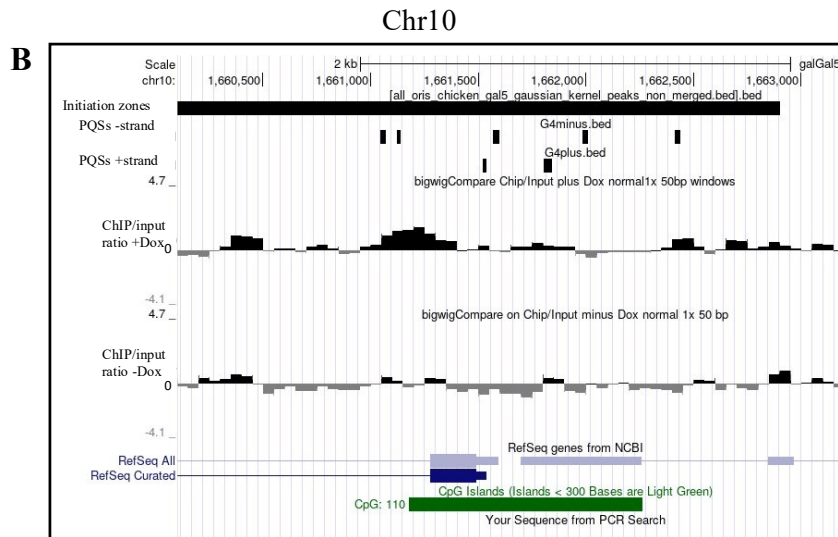 Chr10
B
Scale 2 kb galGal5
chr10: 1,660,500 1,661,000 1,661,500 1,662,000 1,662,500 1,663,000
[all_oris_chicken_gal5_gaussian_kernel_peaks_non_merged.bed].bed
Initiation zones
PQSs -strand G4minus.bed
PQSs +strand G4plus.bed
4.7 _ bigwigCompare Chip/Input plus Dox normal1x 50bp windows
ChIP/input
ratio +Dox 0
-4.1 _
4.7 _ bigwigCompare on Chip/Input minus Dox normal 1x 50 bp
ChIP/input
ratio -Dox 0
-4.1 _
RefSeq genes from NCBI
RefSeq All
RefSeq Curated
CpG Islands (Islands < 300 Bases are Light Green)
CpG: 110
Your Sequence from PCR Search